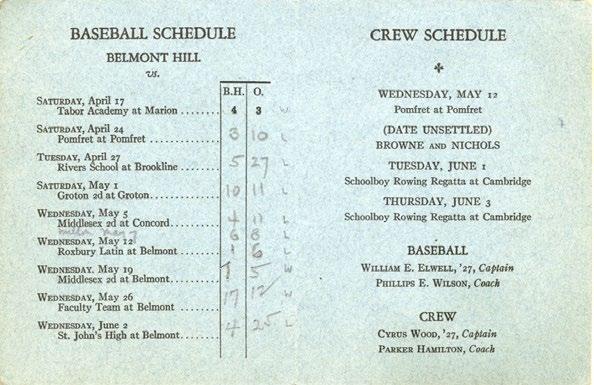 BASEBALL SCHEDULE
BELMONT HILL
vs.
B.H. O.
SATURDAY, April 17
Tabor Academy at Marion ....... 4 3 W
SATURDAY, April 24
Pomfret at Pomfret ............ 3 10 L
TUESDAY, April 27
Rivers School at Brookline ..... 5 27 L
SATURDAY, May 1
Groton 2d at Groton ............ 10 11 L
WEDNESDAY, May 5
Middlesex 2d at Concord ........ 4 11 L
Milton May 7 6 8 L
WEDNESDAY, May 12
Roxbury Latin at Belmont ....... 1 6 L
WEDNESDAY, May 19
Middlesex 2d at Belmont ........ 5 W
WEDNESDAY, May 26
Faculty Team at Belmont ....... 17 12 W
WEDNESDAY, June 2
St. John's High at Belmont ..... 4 25 L
CREW SCHEDULE
WEDNESDAY, MAY 12
Pomfret at Pomfret
(DATE UNSETTLED)
BROWNE AND NICHOLS
TUESDAY, JUNE 1
Schoolboy Rowing Regatta at Cambridge
THURSDAY, JUNE 3
Schoolboy Rowing Regatta at Cambridge
BASEBALL
WILLIAM E. ELWELL, '27, Captain
PHILLIPS E. WILSON, Coach
CREW
CYRUS WOOD, '27, Captain
PARKER HAMILTON, Coach